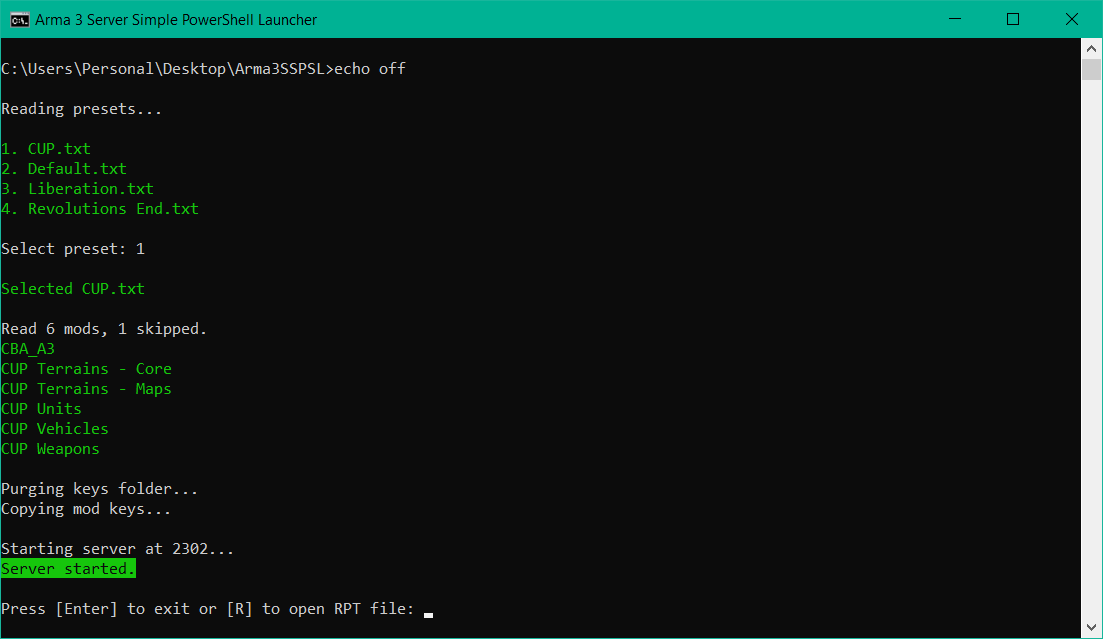 Arma 3 Server Simple PowerShell Launcher
C:\Users\Personal\Desktop\Arma3SSPSL>echo off
Reading presets...
1. CUP.txt
2. Default.txt
3. Liberation.txt
4. Revolutions End.txt
Select preset: 1
Selected CUP.txt
Read 6 mods, 1 skipped.
CBA_A3
CUP Terrains - Core
CUP Terrains - Maps
CUP Units
CUP Vehicles
CUP Weapons
Purging keys folder...
Copying mod keys...
Starting server at 2302...
Server started.
Press [Enter] to exit or [R] to open RPT file: